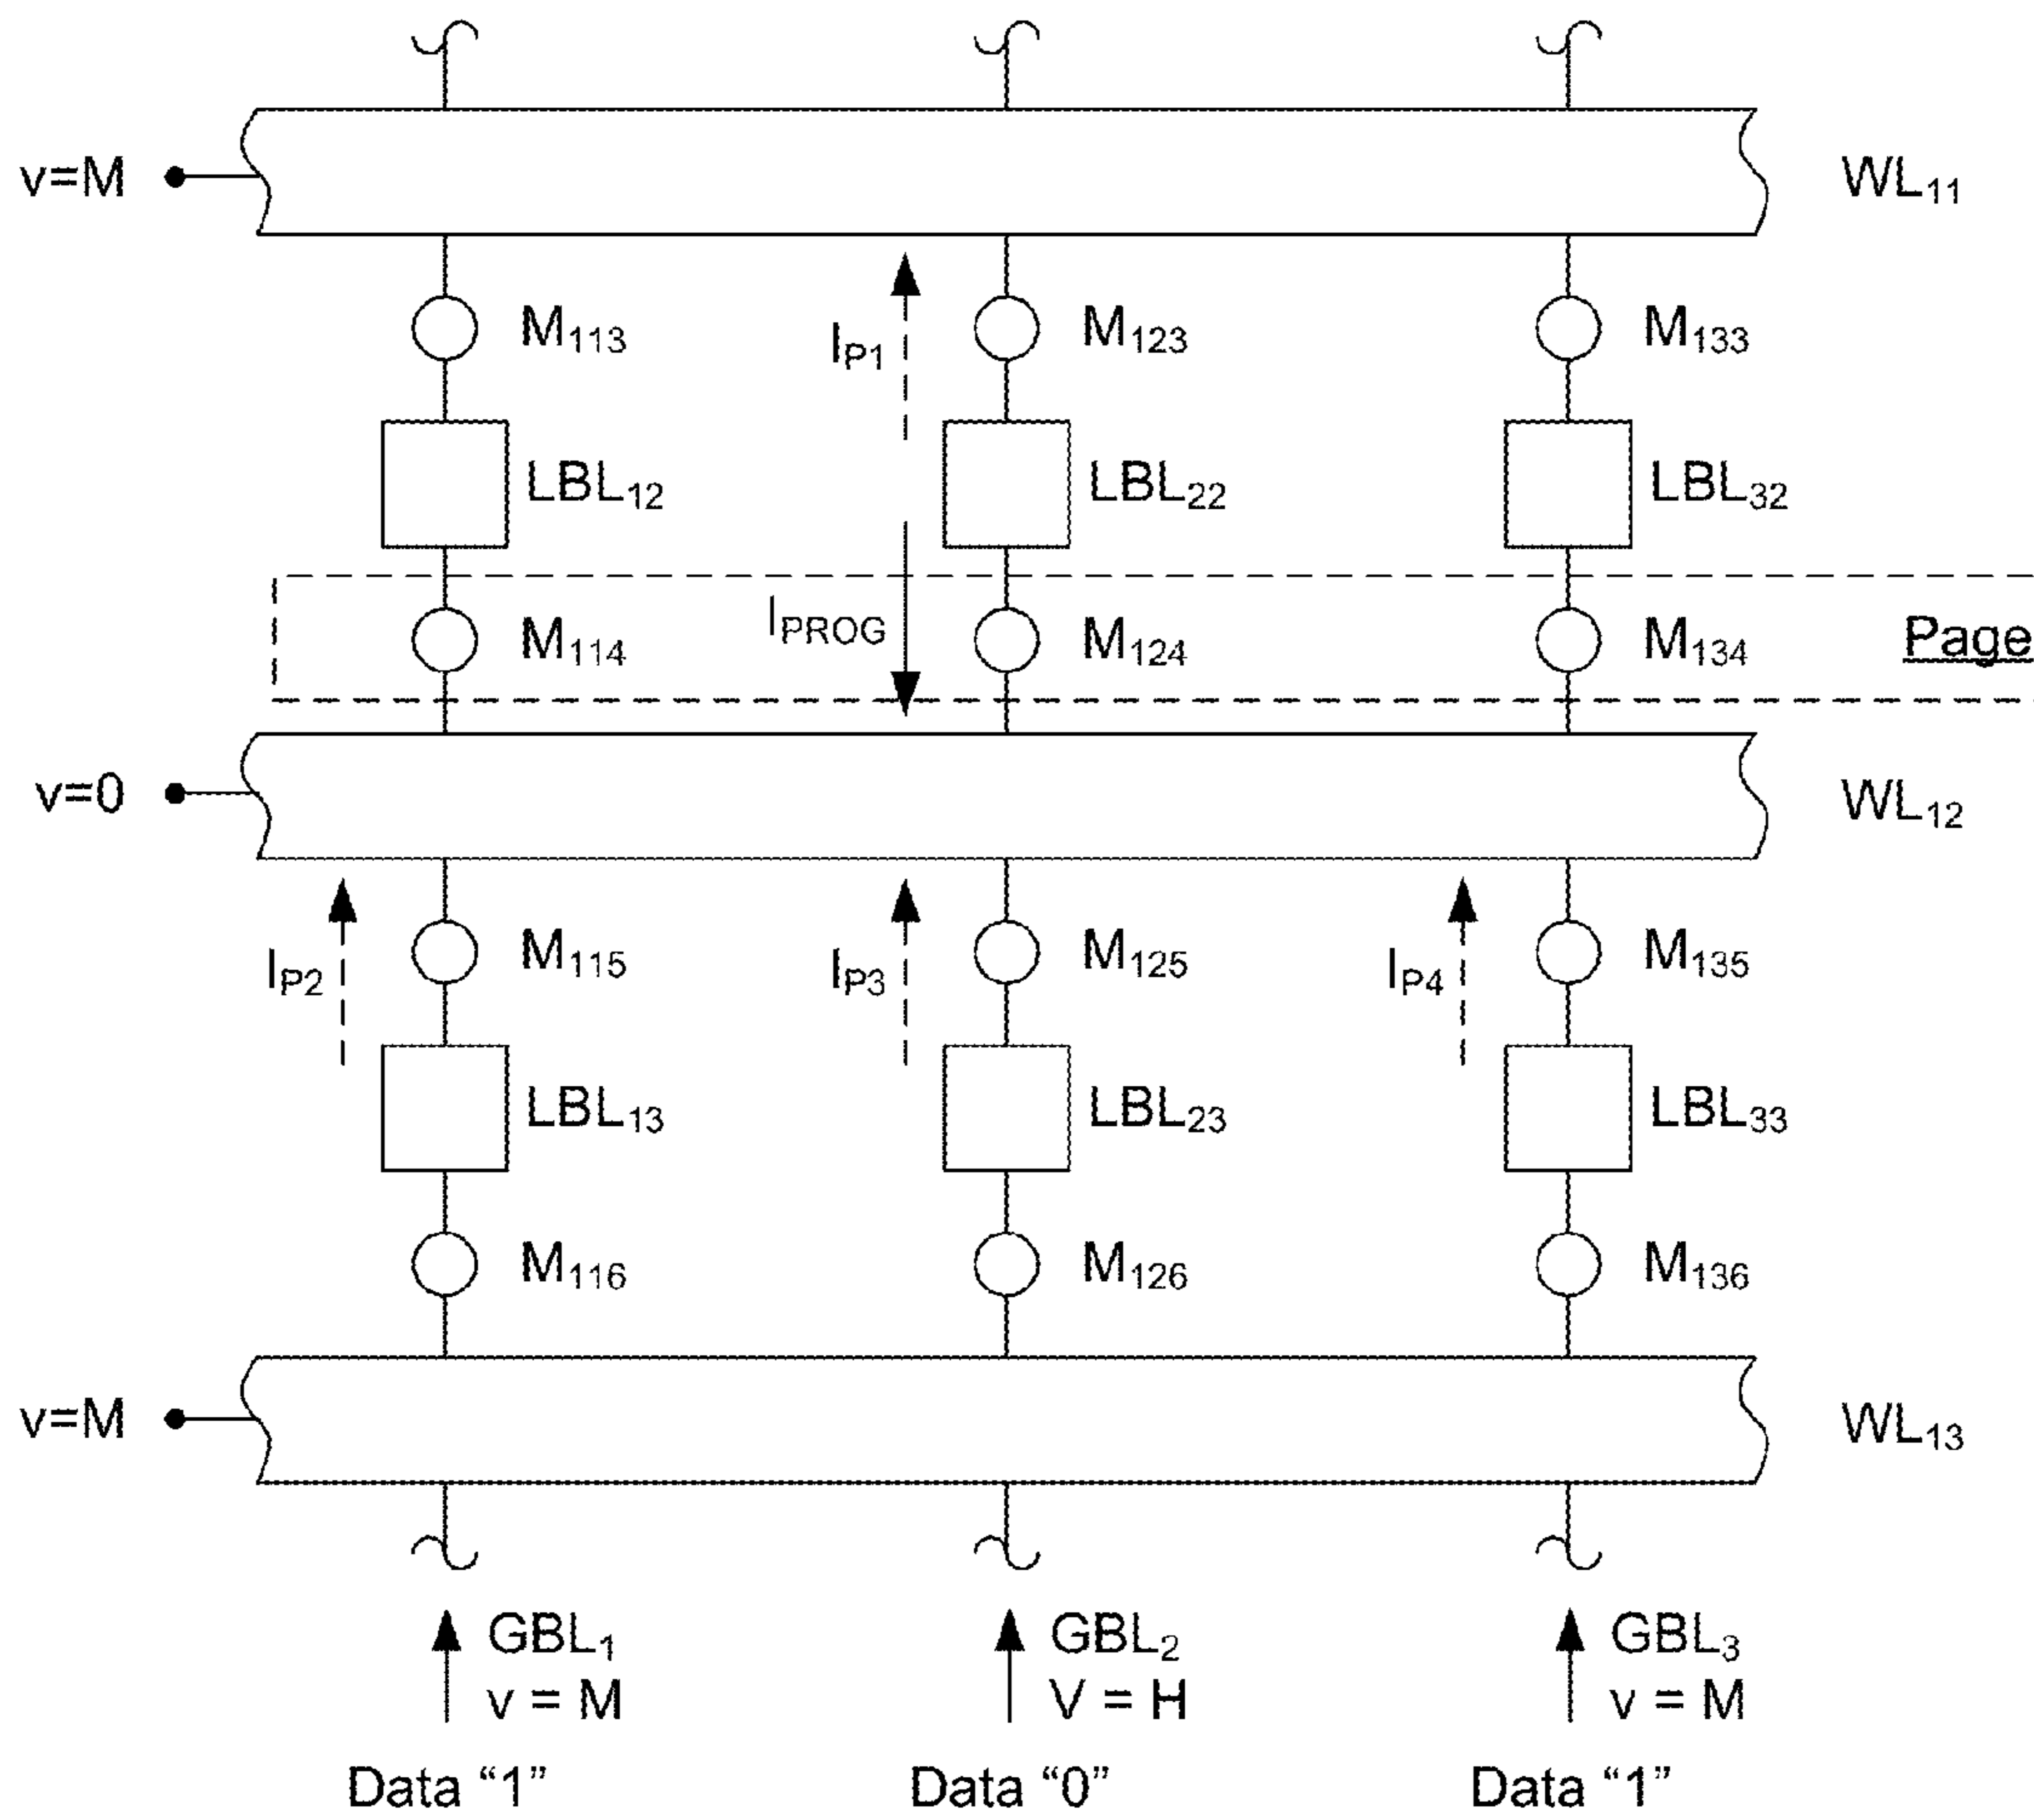 v=M WL11
M113 IP1 M123 M133
LBL12 LBL22 LBL32
M114 IPROG M124 M134 Page
v=0 WL12
IP2 M115 IP3 M125 IP4 M135
LBL13 LBL23 LBL33
M116 M126 M136
v=M WL13
GBL1 GBL2 GBL3
v = M V = H v = M
Data “1” Data “0” Data “1”